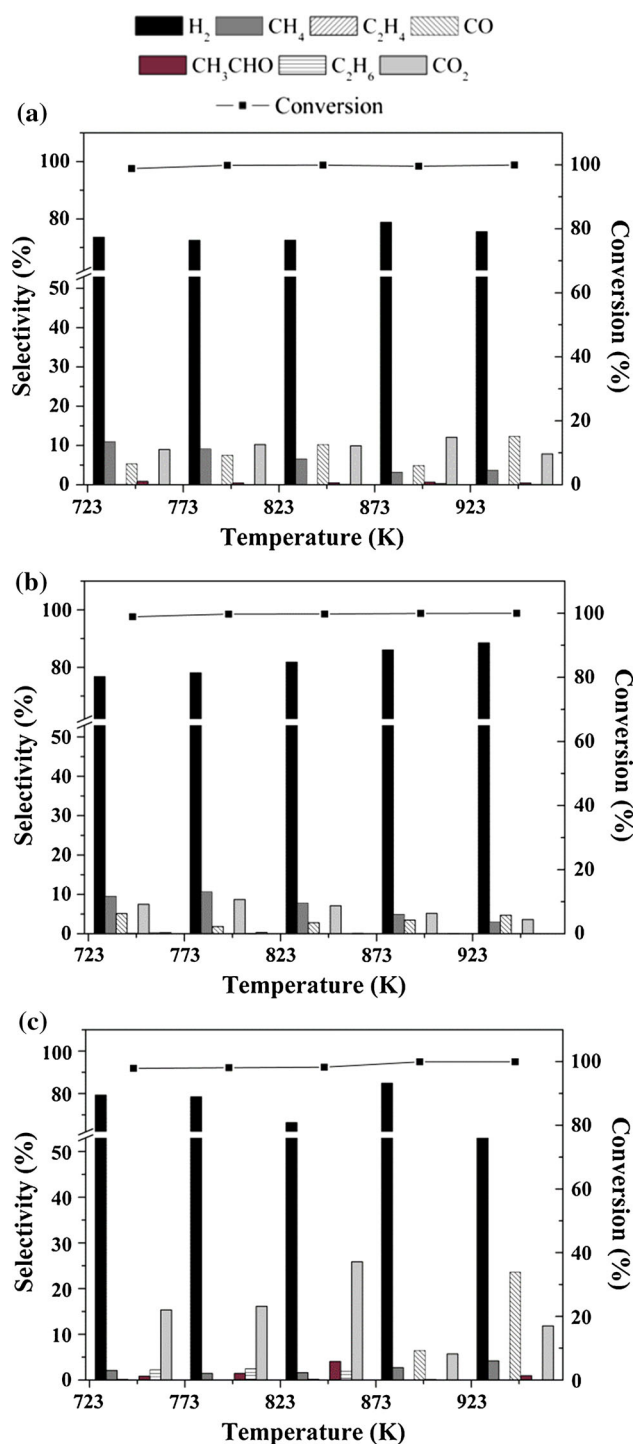 H₂ CH₄ C₂H₄ CO
CH₃CHO C₂H₆ CO₂
Conversion
(a)
100
80
50
40
30
20
10
0
Selectivity (%)
100
80
60
40
20
0
Conversion (%)
723 773 823 873 923
Temperature (K)
(b)
100
80
50
40
30
20
10
0
Selectivity (%)
100
80
60
40
20
0
Conversion (%)
723 773 823 873 923
Temperature (K)
(c)
100
80
50
40
30
20
10
0
Selectivity (%)
100
80
60
40
20
0
Conversion (%)
723 773 823 873 923
Temperature (K)